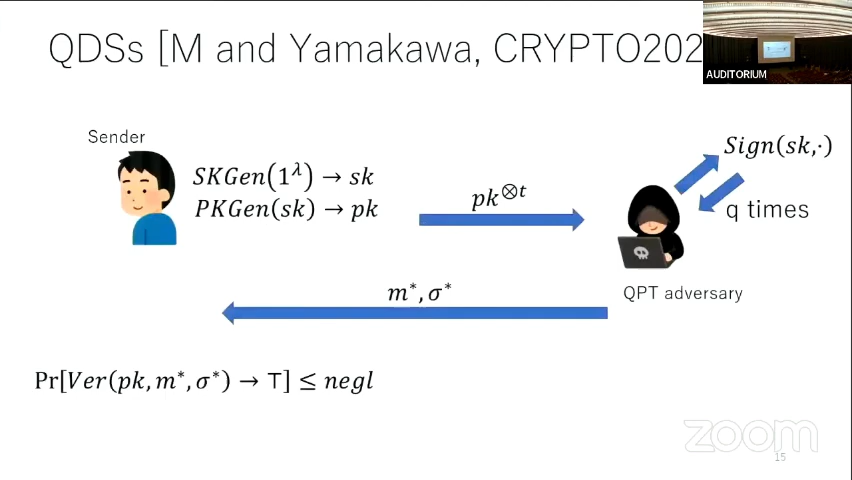 QDSs [M and Yamakawa, CRYPTO202
AUDITORIUM
Sender
SKGen(1^λ) → sk
PKGen(sk) → pk
pk^⊗t
Sign(sk,·)
q times
QPT adversary
m*, σ*
Pr[Ver(pk, m*, σ*) → ⊤] ≤ negl
zoom
15